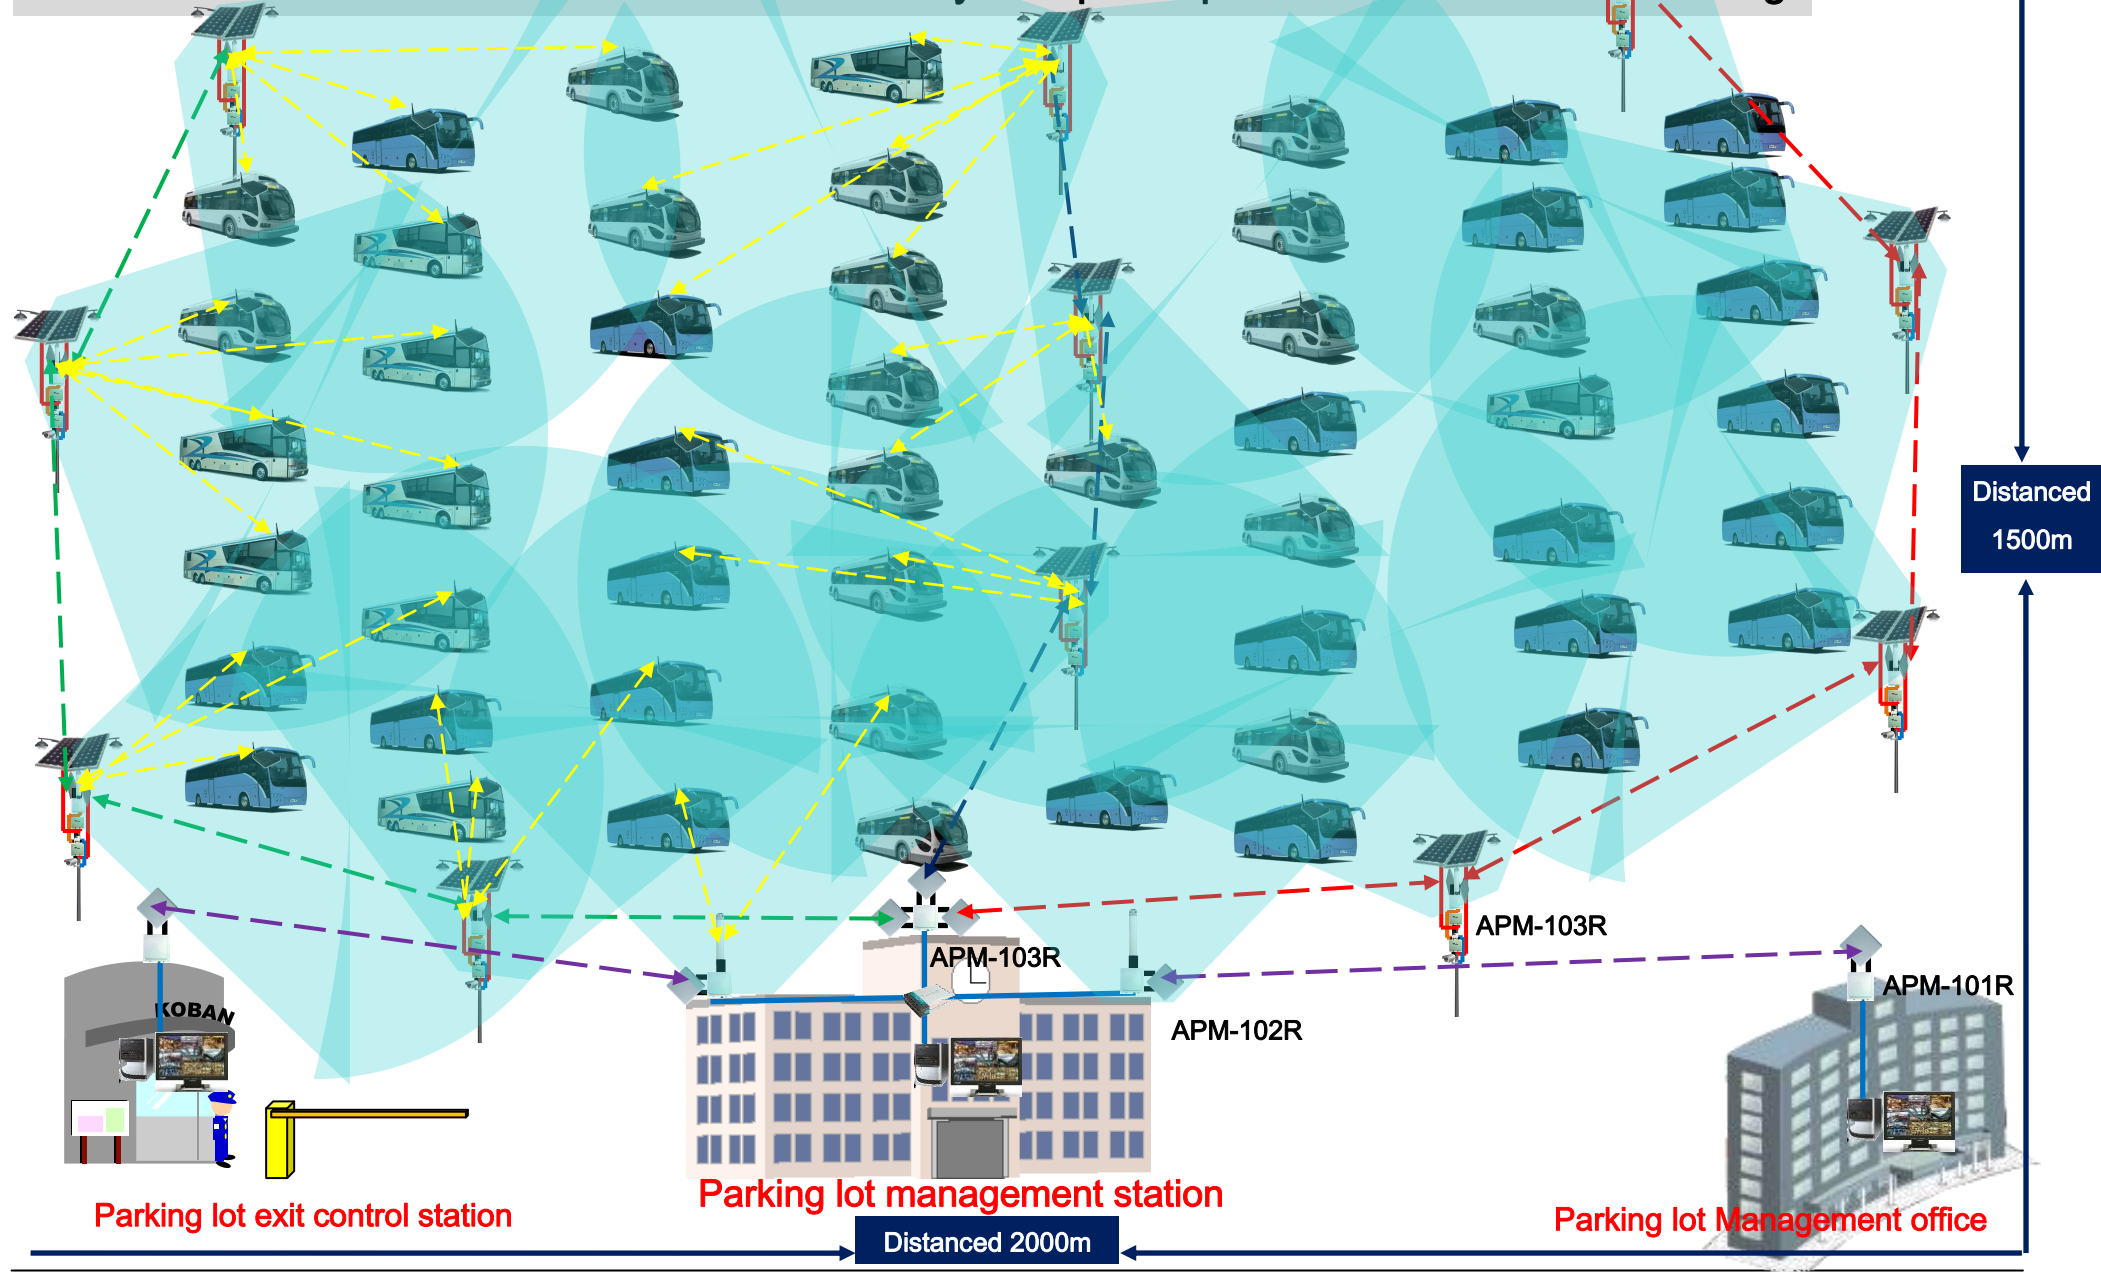 Distanced
1500m
APM-103R
APM-103R
APM-101R
APM-102R
KOBAN
Parking lot management station
Parking lot exit control station
Parking lot Management office
Distanced 2000m